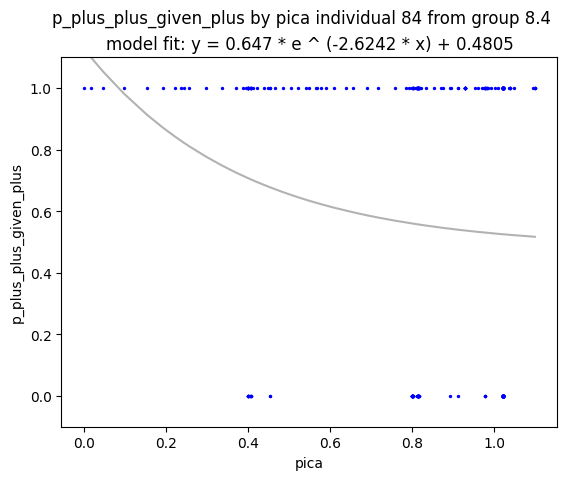 p_plus_plus_given_plus by pica individual 84 from group 8.4
model fit: y = 0.647 * e ^ (-2.6242 * x) + 0.4805
p_plus_plus_given_plus
1.0
0.8
0.6
0.4
0.2
0.0
0.0 0.2 0.4 0.6 0.8 1.0
pica